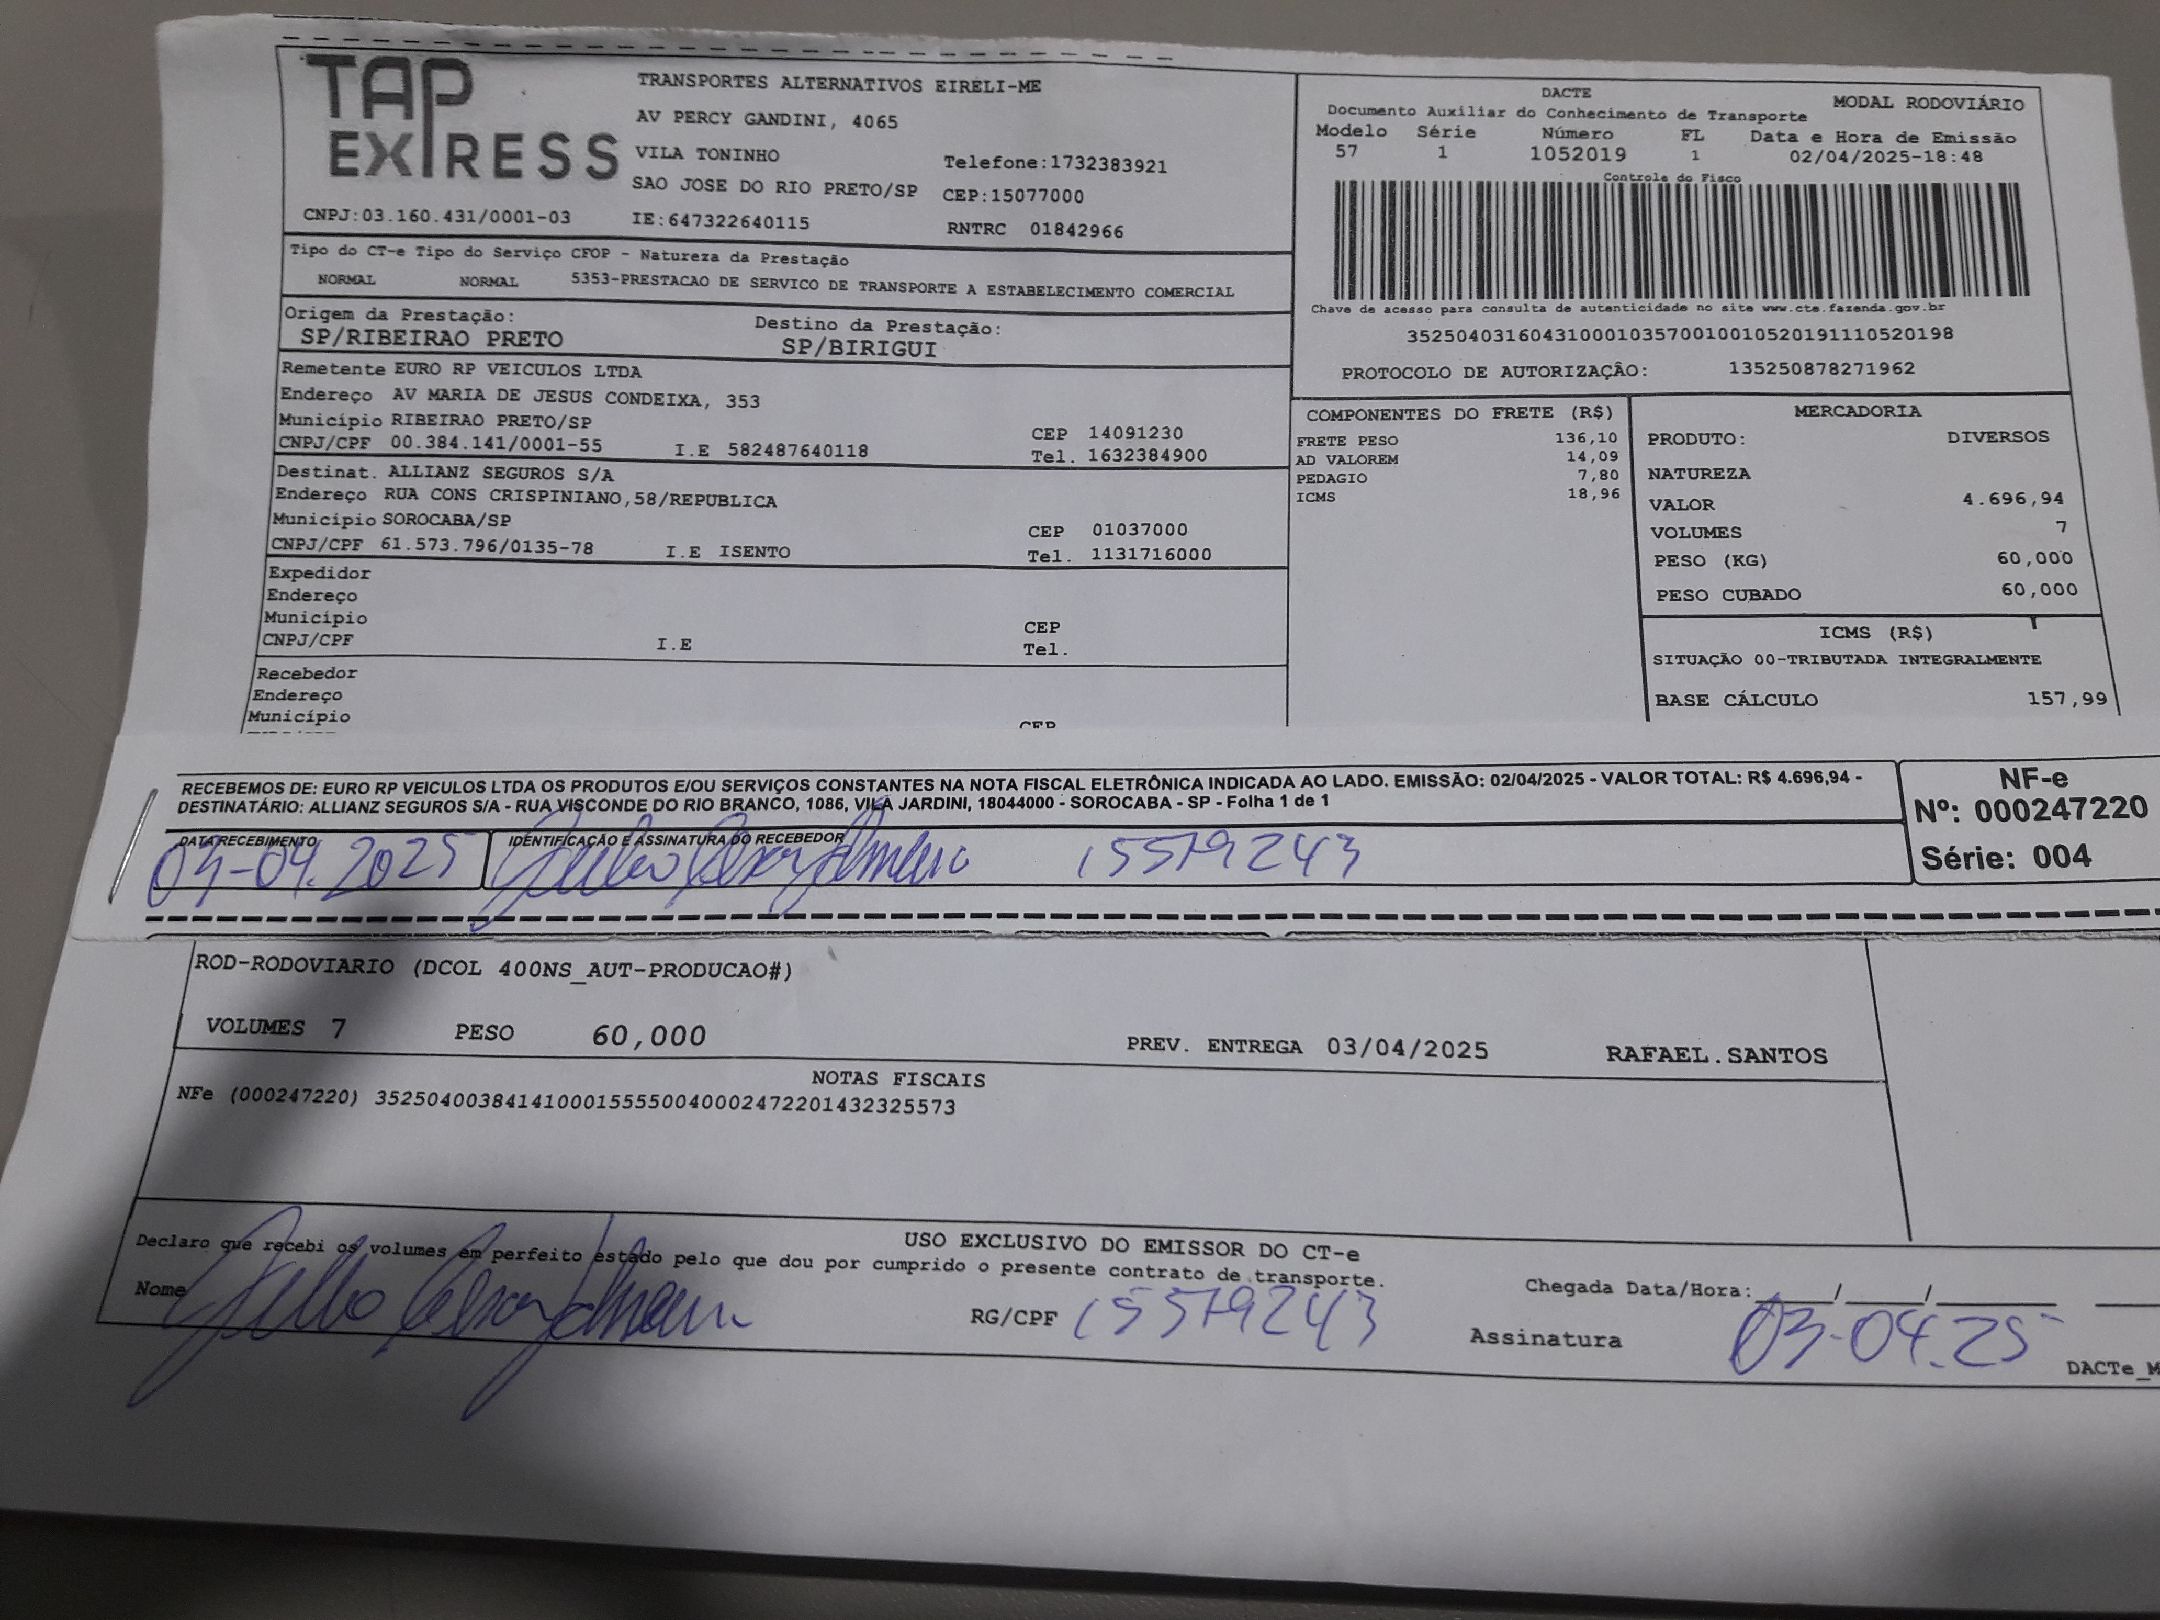 TAP EXPRESS
TRANSPORTES ALTERNATIVOS EIRELI-ME
AV PERCY GANDINI, 4065
VILA TONINHO
Telefone:1732383921
SAO JOSE DO RIO PRETO/SP CEP:15077000
CNPJ:03.160.431/0001-03 IE:647322640115 RNTRC 01842966
DACTE
MODAL RODOVIÁRIO
Documento Auxiliar do Conhecimento de Transporte
Modelo Série Número FL Data e Hora de Emissão
57 1 1052019 1 02/04/2025-18:48
Controle do Fisco
Chave de acesso para consulta de autenticidade no site www.cte.fazenda.gov.br
35250403160431000103570010010520191110520198
PROTOCOLO DE AUTORIZAÇÃO: 135250878271962
Tipo do CT-e Tipo do Serviço CFOP - Natureza da Prestação
NORMAL NORMAL 5353-PRESTACAO DE SERVICO DE TRANSPORTE A ESTABELECIMENTO COMERCIAL
Origem da Prestação: Destino da Prestação:
SP/RIBEIRAO PRETO SP/BIRIGUI
Remetente EURO RP VEICULOS LTDA
Endereço AV MARIA DE JESUS CONDEIXA, 353
Município RIBEIRAO PRETO/SP CEP 14091230
CNPJ/CPF 00.384.141/0001-55 I.E 582487640118 Tel. 1632384900
Destinat. ALLIANZ SEGUROS S/A
Endereço RUA CONS CRISPINIANO,58/REPUBLICA
Município SOROCABA/SP CEP 01037000
CNPJ/CPF 61.573.796/0135-78 I.E ISENTO Tel. 1131716000
Expedidor
Endereço
Município CEP
CNPJ/CPF I.E Tel.
Recebedor
Endereço
Município CEP
COMPONENTES DO FRETE (R$)
FRETE PESO 136,10
AD VALOREM 14,09
PEDAGIO 7,80
ICMS 18,96
MERCADORIA
PRODUTO: DIVERSOS
NATUREZA
VALOR 4.696,94
VOLUMES 7
PESO (KG) 60,000
PESO CUBADO 60,000
ICMS (R$)
SITUAÇÃO 00-TRIBUTADA INTEGRALMENTE
BASE CÁLCULO 157,99
RECEBEMOS DE: EURO RP VEICULOS LTDA OS PRODUTOS E/OU SERVIÇOS CONSTANTES NA NOTA FISCAL ELETRÔNICA INDICADA AO LADO. EMISSÃO: 02/04/2025 - VALOR TOTAL: R$ 4.696,94 -
DESTINATÁRIO: ALLIANZ SEGUROS S/A - RUA VISCONDE DO RIO BRANCO, 1086, VILA JARDINI, 18044000 - SOROCABA - SP - Folha 1 de 1
DATA RECEBIMENTO IDENTIFICAÇÃO E ASSINATURA DO RECEBEDOR
03-04.2025 15579243
NF-e
Nº: 000247220
Série: 004
ROD-RODOVIARIO (DCOL 400NS_AUT-PRODUCAO#)
VOLUMES 7 PESO 60,000 PREV. ENTREGA 03/04/2025 RAFAEL.SANTOS
NOTAS FISCAIS
NFe (000247220) 35250400384141000155550040002472201432325573
USO EXCLUSIVO DO EMISSOR DO CT-e
Declaro que recebi os volumes em perfeito estado pelo que dou por cumprido o presente contrato de transporte.
Nome RG/CPF 15579243
Chegada Data/Hora:____/____/____
Assinatura 03-04.25
DACTe_M